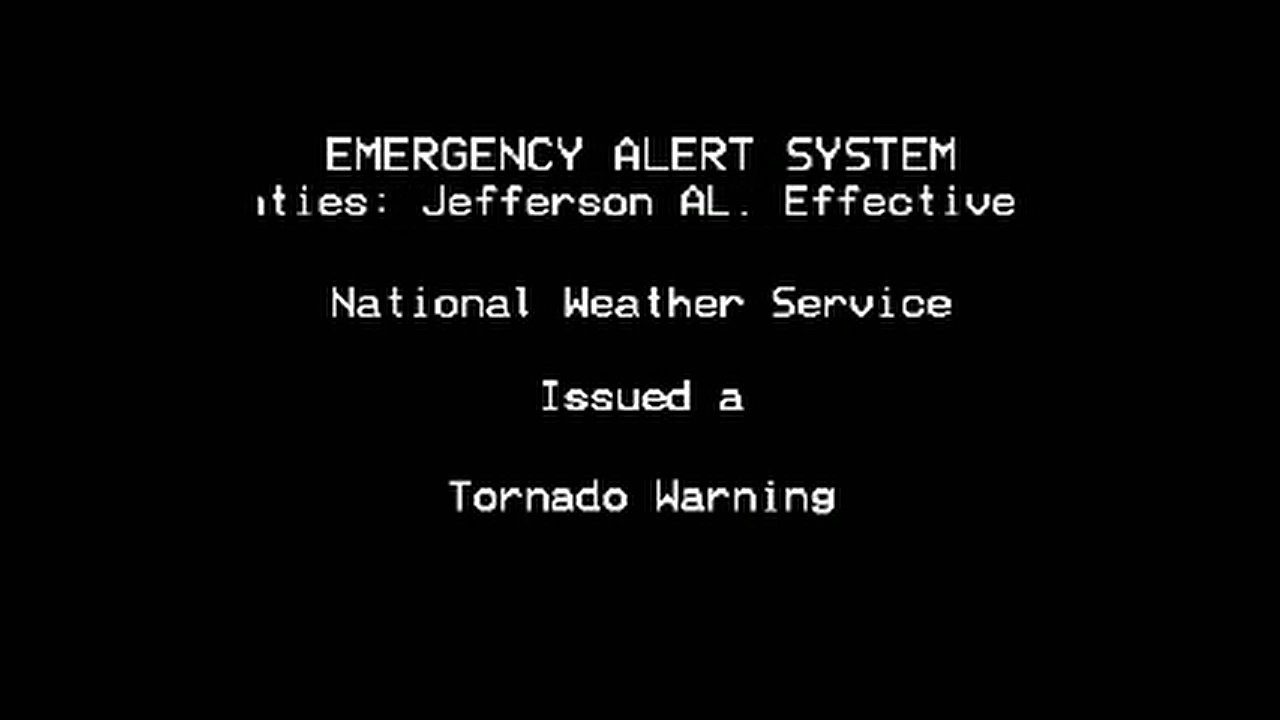 EMERGENCY ALERT SYSTEM
ties: Jefferson AL. Effective
National Weather Service
Issued a
Tornado Warning